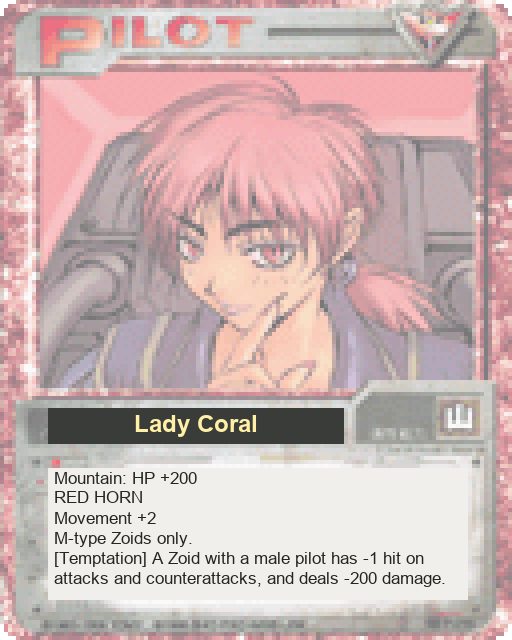 PILOT
Lady Coral
Mountain: HP +200
RED HORN
Movement +2
M-type Zoids only.
[Temptation] A Zoid with a male pilot has -1 hit on
attacks and counterattacks, and deals -200 damage.